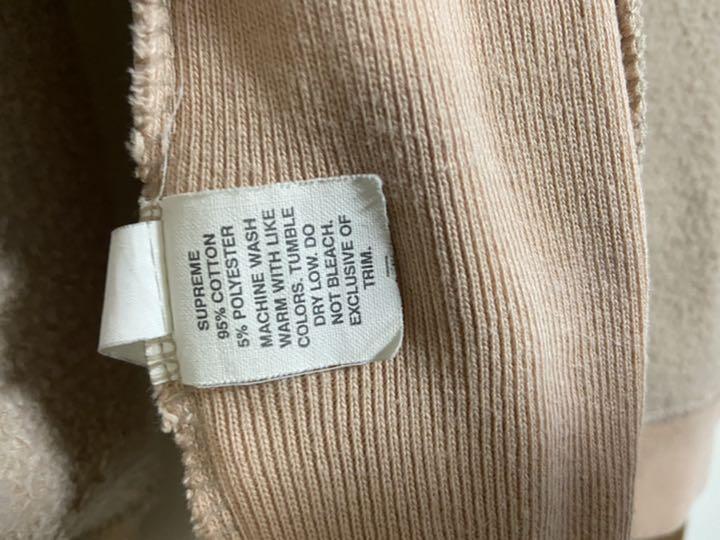 SUPREME
95% COTTON
5% POLYESTER
MACHINE WASH
WARM WITH LIKE
COLORS. TUMBLE
DRY LOW. DO
NOT BLEACH.
EXCLUSIVE OF
TRIM.